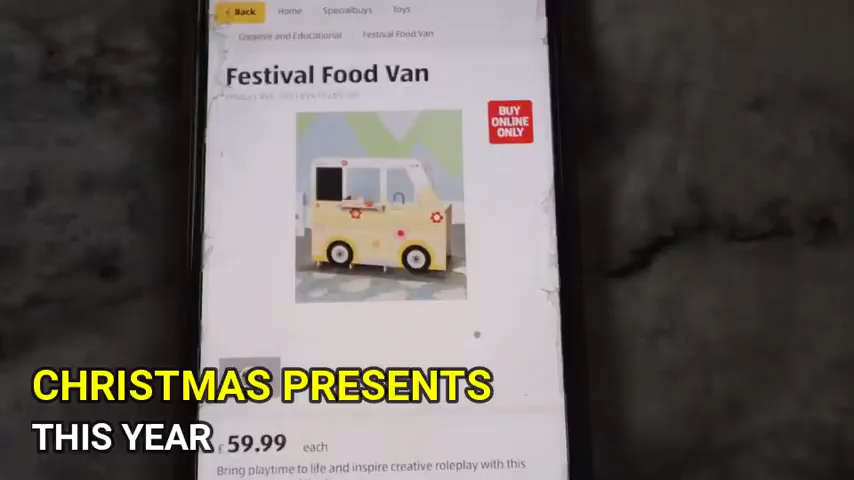 Back
Home
Specialbuys
Toys
Creative and Educational
Festival Food Van
Festival Food Van
BUY
ONLINE
ONLY
CHRISTMAS PRESENTS
THIS YEAR
£59.99 each
Bring playtime to life and inspire creative roleplay with this